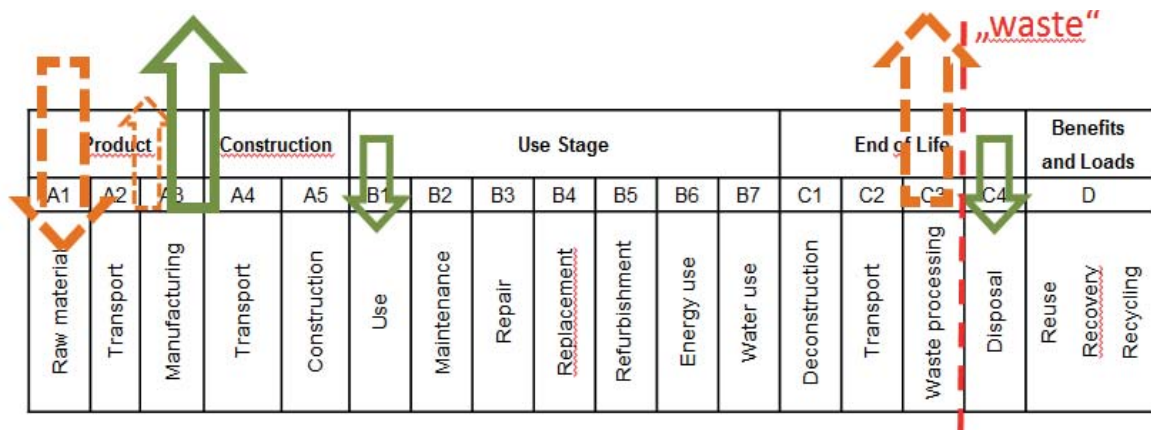 „waste“
Product
Construction
Use Stage
End of Life
Benefits
and Loads
A1
A2
A3
A4
A5
B1
B2
B3
B4
B5
B6
B7
C1
C2
C3
C4
D
Raw material
Transport
Manufacturing
Transport
Construction
Use
Maintenance
Repair
Replacement
Refurbishment
Energy use
Water use
Deconstruction
Transport
Waste processing
Disposal
Reuse
Recovery
Recycling